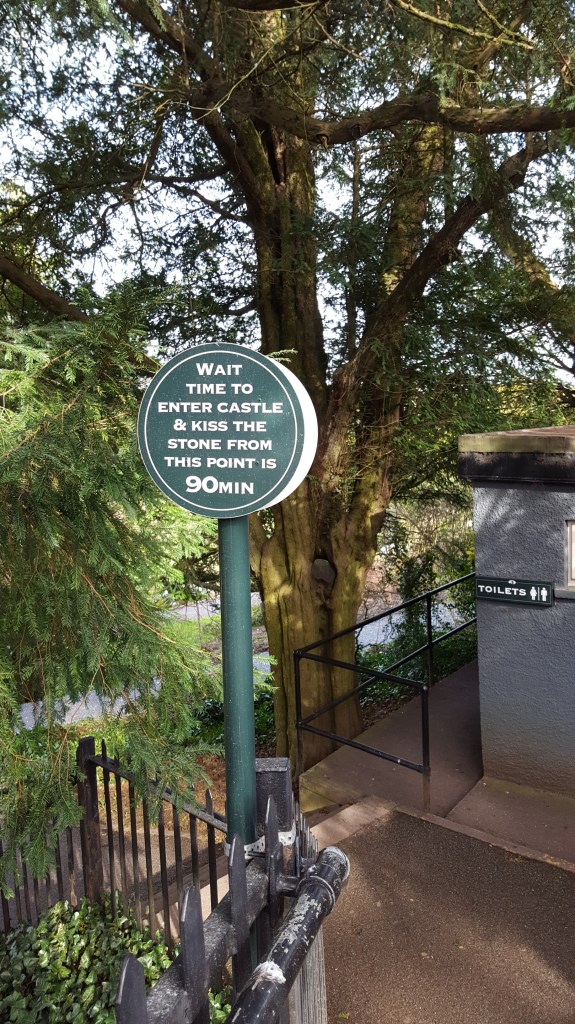 WAIT
TIME TO
ENTER CASTLE
& KISS THE
STONE FROM
THIS POINT IS
90MIN
TOILETS